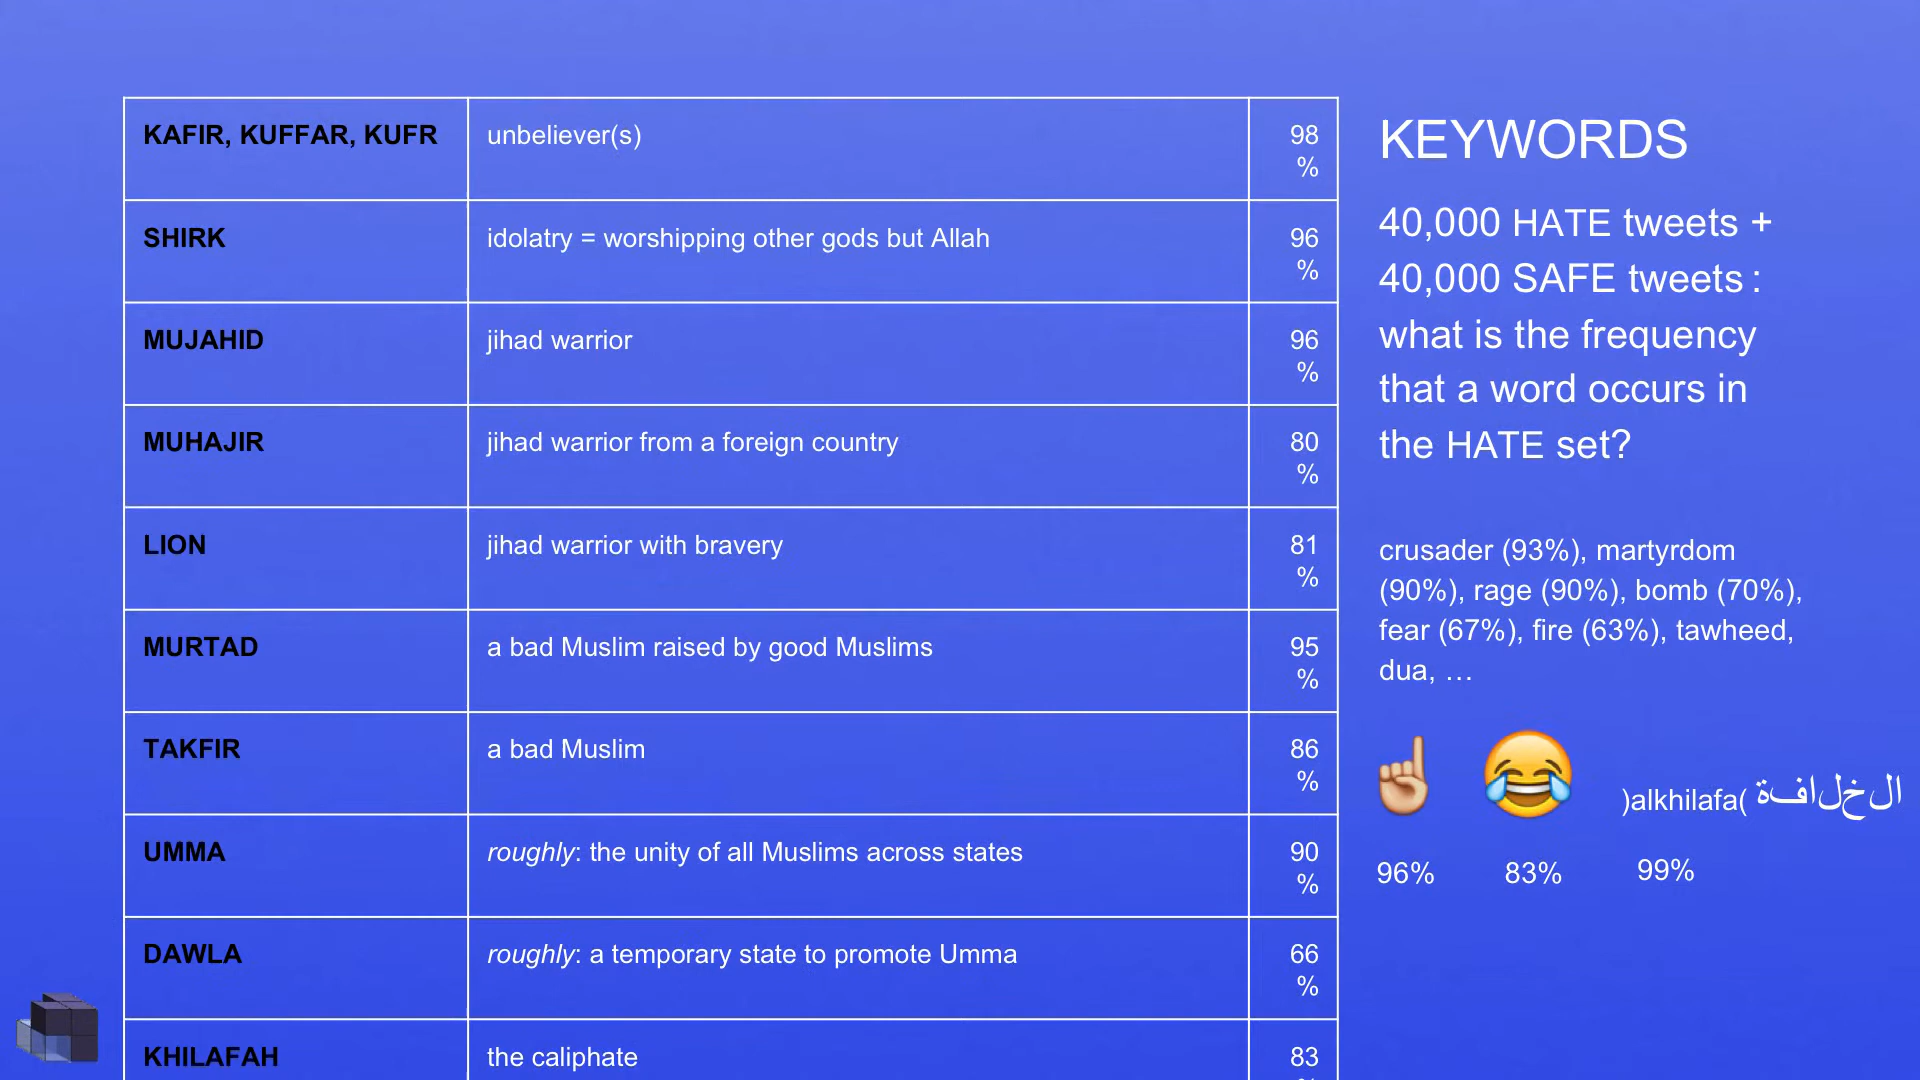 KAFIR, KUFFAR, KUFR unbeliever(s) 98
%
SHIRK idolatry = worshipping other gods but Allah 96
%
MUJAHID jihad warrior 96
%
MUHAJIR jihad warrior from a foreign country 80
%
LION jihad warrior with bravery 81
%
MURTAD a bad Muslim raised by good Muslims 95
%
TAKFIR a bad Muslim 86
%
UMMA roughly: the unity of all Muslims across states 90
%
DAWLA roughly: a temporary state to promote Umma 66
%
KHILAFAH the caliphate 83
KEYWORDS
40,000 HATE tweets +
40,000 SAFE tweets :
what is the frequency
that a word occurs in
the HATE set?
crusader (93%), martyrdom
(90%), rage (90%), bomb (70%),
fear (67%), fire (63%), tawheed,
dua, …
)alkhilafa( الخلافة
96% 83% 99%